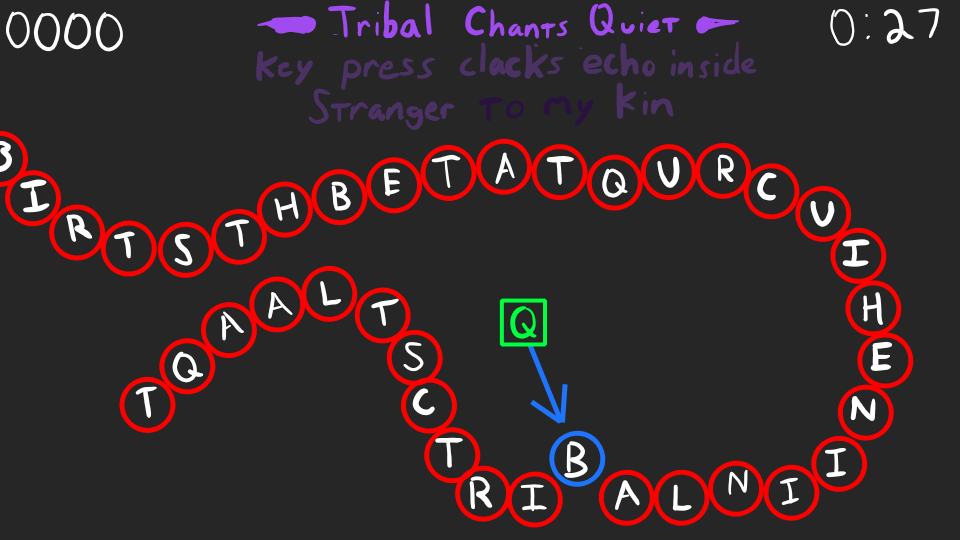 0000
Tribal Chants Quiet
0:27
Key press clacks echo inside
Stranger To my Kin
B I R T S T H B E T A T Q U R C U I H E N I I N L A B I R T C S T L A A Q T
Q